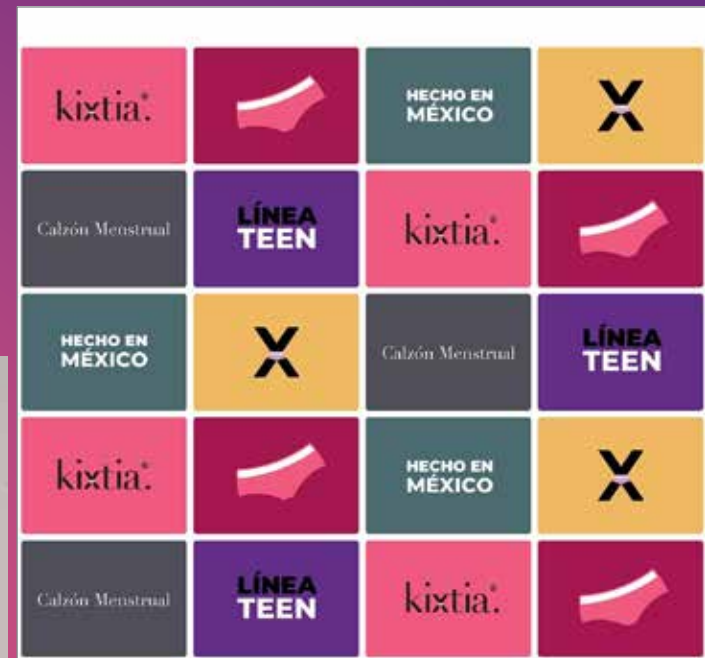 kixtia®.
HECHO EN
MÉXICO
X
Calzón Menstrual
LÍNEA
TEEN
kixtia®.
HECHO EN
MÉXICO
X
Calzón Menstrual
LÍNEA
TEEN
kixtia®.
HECHO EN
MÉXICO
X
Calzón Menstrual
LÍNEA
TEEN
kixtia®.